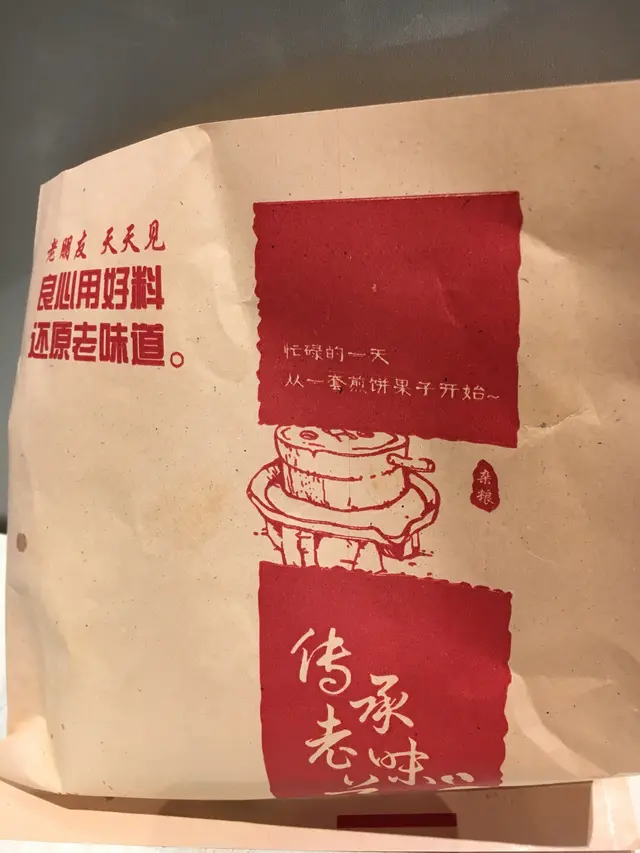 老朋友 天天见
良心用好料
还原老味道。
忙碌的一天
从一套煎饼果子开始~
杂粮
传承
老味